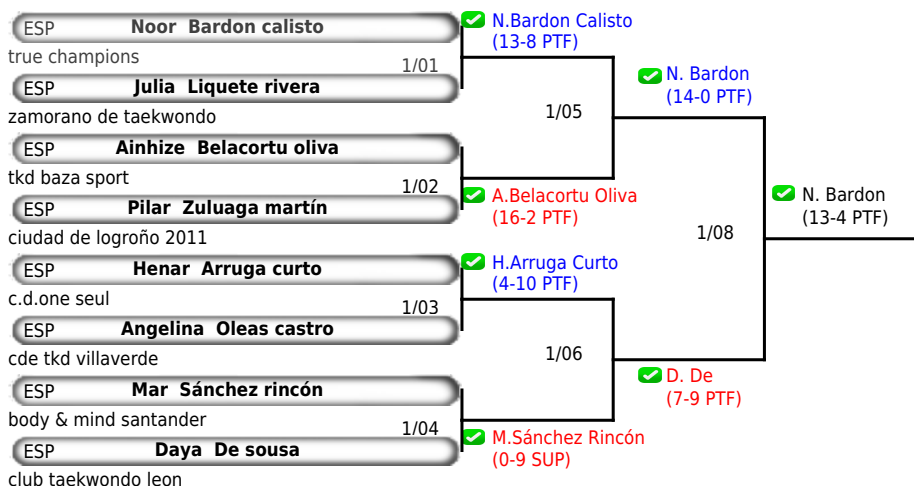 ESP Noor Bardon calisto
true champions
1/01
ESP Julia Liquete rivera
zamorano de taekwondo
ESP Ainhize Belacortu oliva
tkd baza sport
1/02
ESP Pilar Zuluaga martín
ciudad de logroño 2011
ESP Henar Arruga curto
c.d.one seul
1/03
ESP Angelina Oleas castro
cde tkd villaverde
ESP Mar Sánchez rincón
body & mind santander
1/04
ESP Daya De sousa
club taekwondo leon
N.Bardon Calisto
(13-8 PTF)
1/05
A.Belacortu Oliva
(16-2 PTF)
H.Arruga Curto
(4-10 PTF)
1/06
M.Sánchez Rincón
(0-9 SUP)
N. Bardon
(14-0 PTF)
1/08
D. De
(7-9 PTF)
N. Bardon
(13-4 PTF)